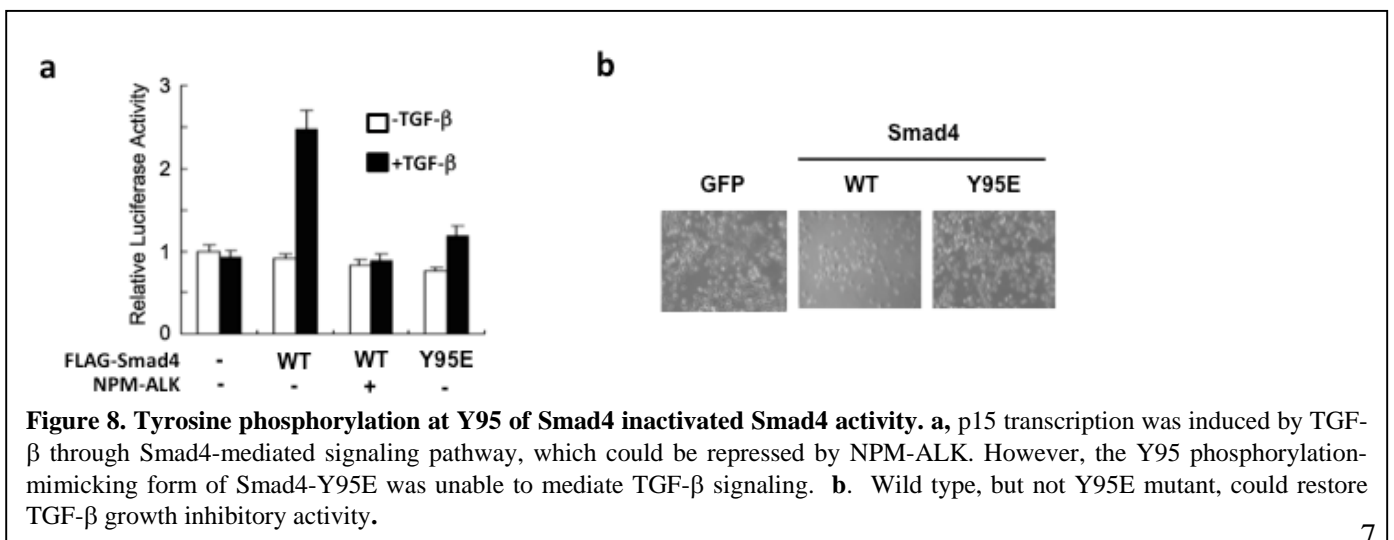 a
b
3
2
1
0
Relative Luciferase Activity
-TGF-β
+TGF-β
FLAG-Smad4 - WT WT Y95E
NPM-ALK - - + -
Smad4
GFP WT Y95E
Figure 8. Tyrosine phosphorylation at Y95 of Smad4 inactivated Smad4 activity. a, p15 transcription was induced by TGF-
β through Smad4-mediated signaling pathway, which could be repressed by NPM-ALK. However, the Y95 phosphorylation-
mimicking form of Smad4-Y95E was unable to mediate TGF-β signaling. b. Wild type, but not Y95E mutant, could restore
TGF-β growth inhibitory activity.
7